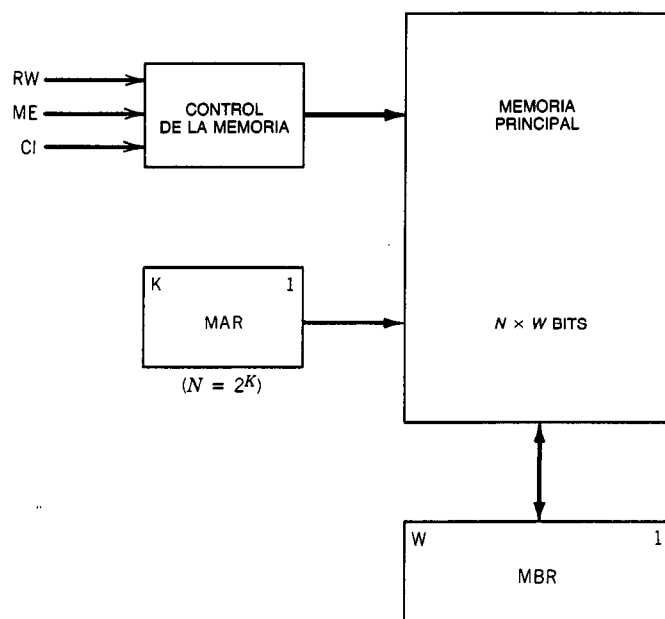 RW
ME
CI
CONTROL
DE LA MEMORIA
MEMORIA
PRINCIPAL
K 1
MAR
(N = 2^K)
N × W BITS
W 1
MBR